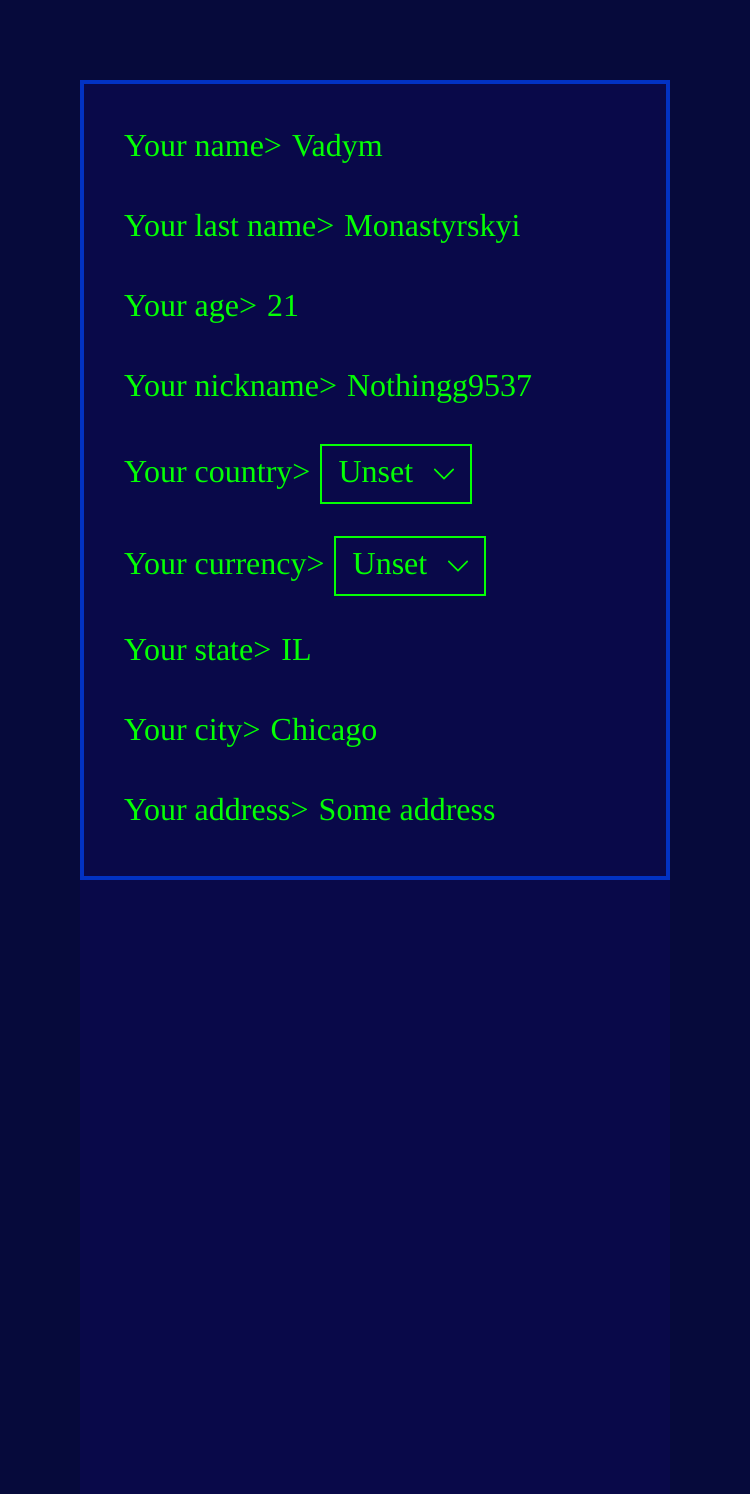 Your name> Vadym
Your last name> Monastyrskyi
Your age> 21
Your nickname> Nothingg9537
Your country> Unset
Your currency> Unset
Your state> IL
Your city> Chicago
Your address> Some address